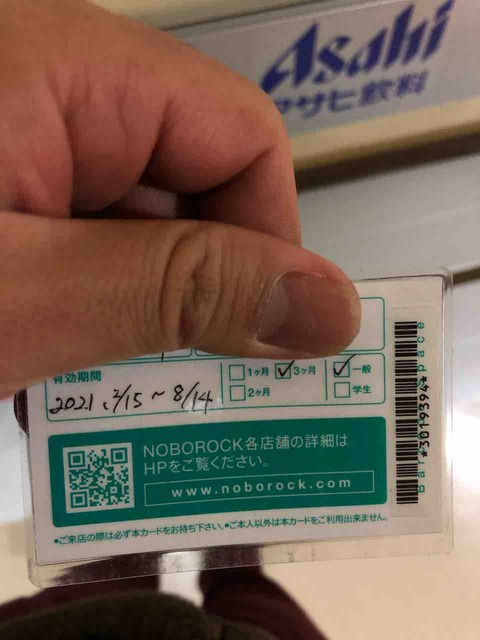 Asahi
アサヒ飲料
有効期間
1ヶ月 3ヶ月
2ヶ月
一般
学生
2021. 2/15 ~ 8/14
NOBOROCK各店舗の詳細は
HPをご覧ください。
www.noborock.com
•ご来店の際は必ず本カードをお持ち下さい。•ご本人以外は本カードをご利用出来ません。
*3019394*